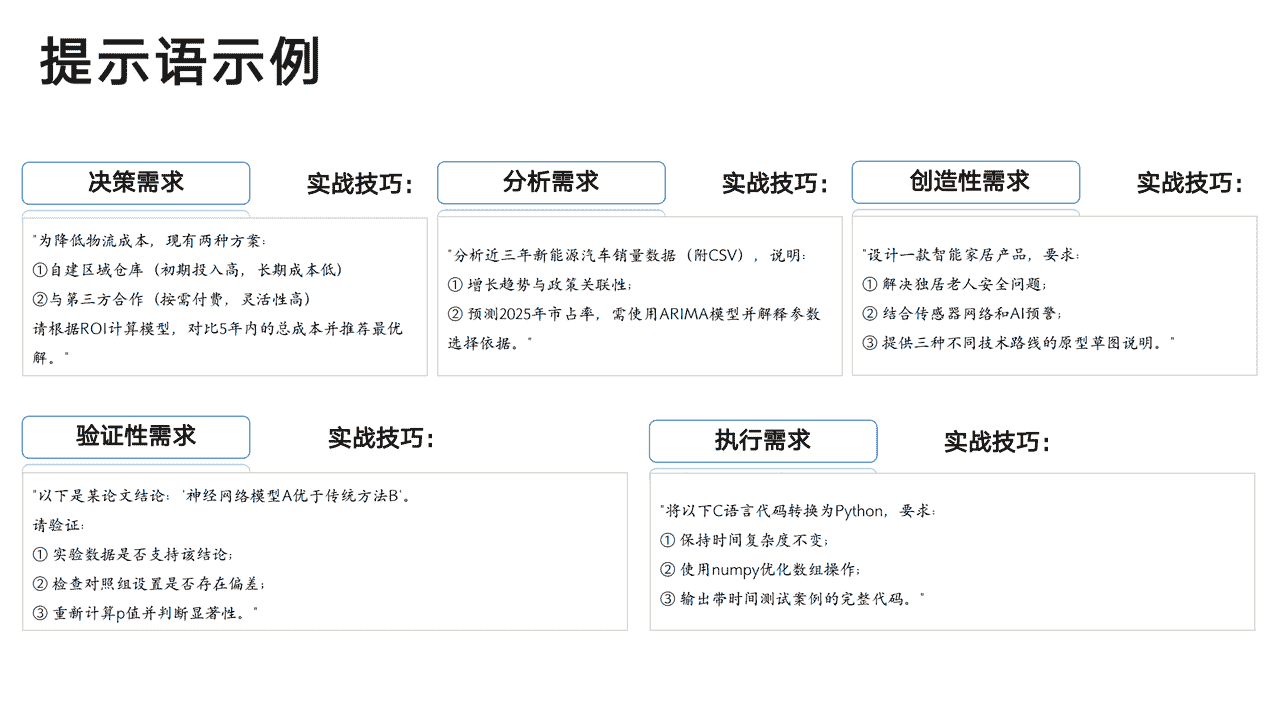 提示语示例
决策需求
实战技巧：
"为降低物流成本，现有两种方案：
①自建区域仓库（初期投入高，长期成本低）
②与第三方合作（按需付费，灵活性高）
请根据ROI计算模型，对比5年内的总成本并推荐最优
解。"
分析需求
实战技巧：
"分析近三年新能源汽车销量数据（附CSV），说明：
① 增长趋势与政策关联性；
② 预测2025年市占率，需使用ARIMA模型并解释参数
选择依据。"
创造性需求
实战技巧：
"设计一款智能家居产品，要求：
① 解决独居老人安全问题；
② 结合传感器网络和AI预警；
③ 提供三种不同技术路线的原型草图说明。"
验证性需求
实战技巧：
"以下是某论文结论：'神经网络模型A优于传统方法B'。
请验证：
① 实验数据是否支持该结论；
② 检查对照组设置是否存在偏差；
③ 重新计算p值并判断显著性。"
执行需求
实战技巧：
"将以下C语言代码转换为Python，要求：
① 保持时间复杂度不变；
② 使用numpy优化数组操作；
③ 输出带时间测试案例的完整代码。"